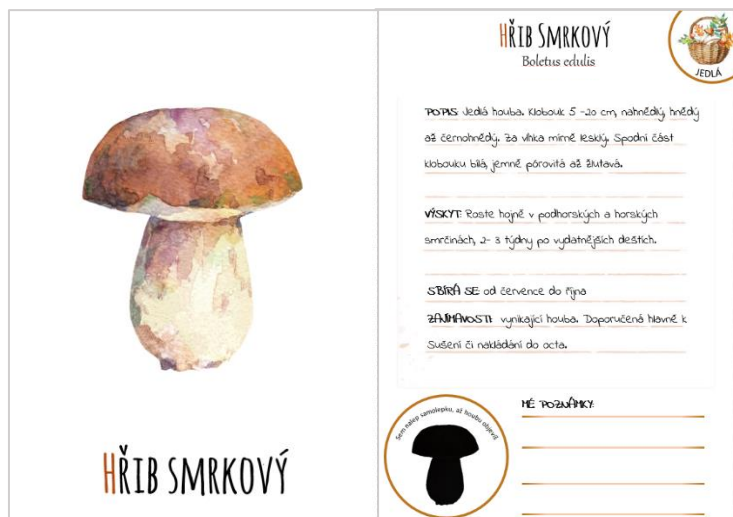 HŘIB SMRKOVÝ
HŘIB SMRKOVÝ
Boletus edulis
JEDLÁ
POPIS: Jedlá houba. Klobouk 5 -20 cm, nahnědlý, hnědý
až černohnědý. Za vlhka mírně lesklý. Spodní část
klobouku bílá, jemně pórovitá až žlutavá.
VÝSKYT: Roste hojně v podhorských a horských
smrčinách, 2- 3 týdny po vydatnějších deštích.
SBÍRÁ SE: od července do října
ZAJÍMAVOSTI: vynikající houba. Doporučená hlavně k
sušení či nakládání do octa.
Sem nalep samolepku, až houbu objevíš
MÉ POZNÁMKY: